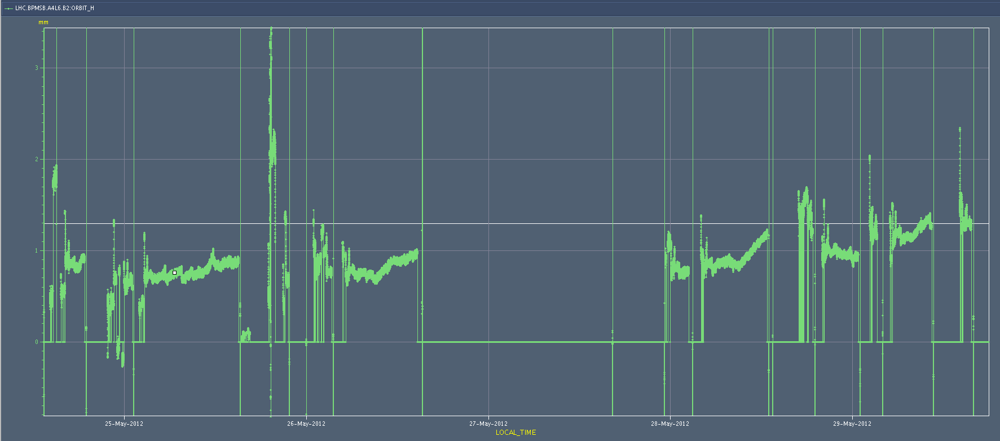 LHC.BPMSB.A4L6.B2:ORBIT_H
mm
3
2
1
0
25-May-2012 26-May-2012 27-May-2012 28-May-2012 29-May-2012
LOCAL_TIME